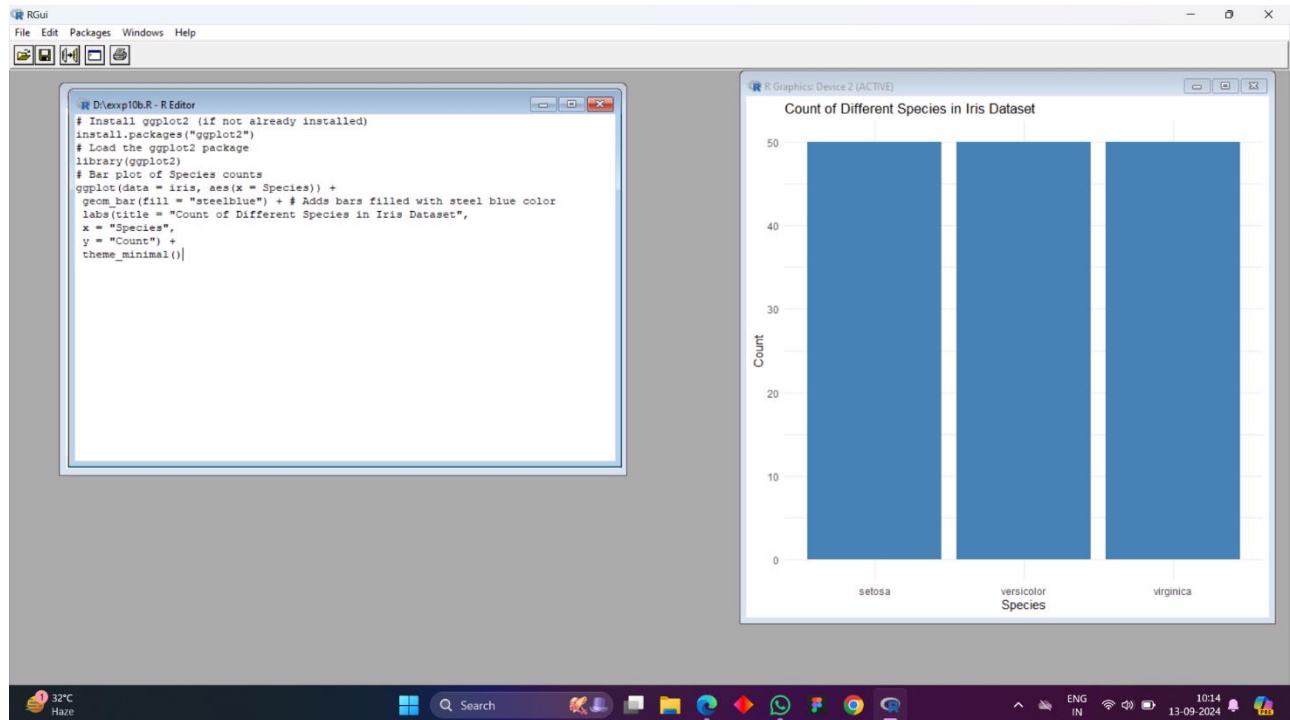 RGui
File Edit Packages Windows Help
D:\exxp10b.R - R Editor
# Install ggplot2 (if not already installed)
install.packages("ggplot2")
# Load the ggplot2 package
library(ggplot2)
# Bar plot of Species counts
ggplot(data = iris, aes(x = Species)) +
geom_bar(fill = "steelblue") + # Adds bars filled with steel blue color
labs(title = "Count of Different Species in Iris Dataset",
x = "Species",
y = "Count") +
theme_minimal()
R Graphics: Device 2 (ACTIVE)
Count of Different Species in Iris Dataset
50
40
30
20
10
0
Count
setosa versicolor virginica
Species
1
32°C
Haze
Search
ENG
IN
10:14
13-09-2024
PRE